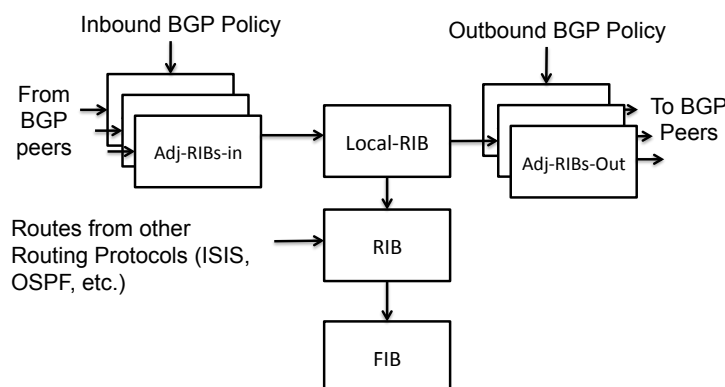 Inbound BGP Policy
Outbound BGP Policy
From
BGP
peers
Adj-RIBs-in
Local-RIB
Adj-RIBs-Out
To BGP
Peers
Routes from other
Routing Protocols (ISIS,
OSPF, etc.)
RIB
FIB